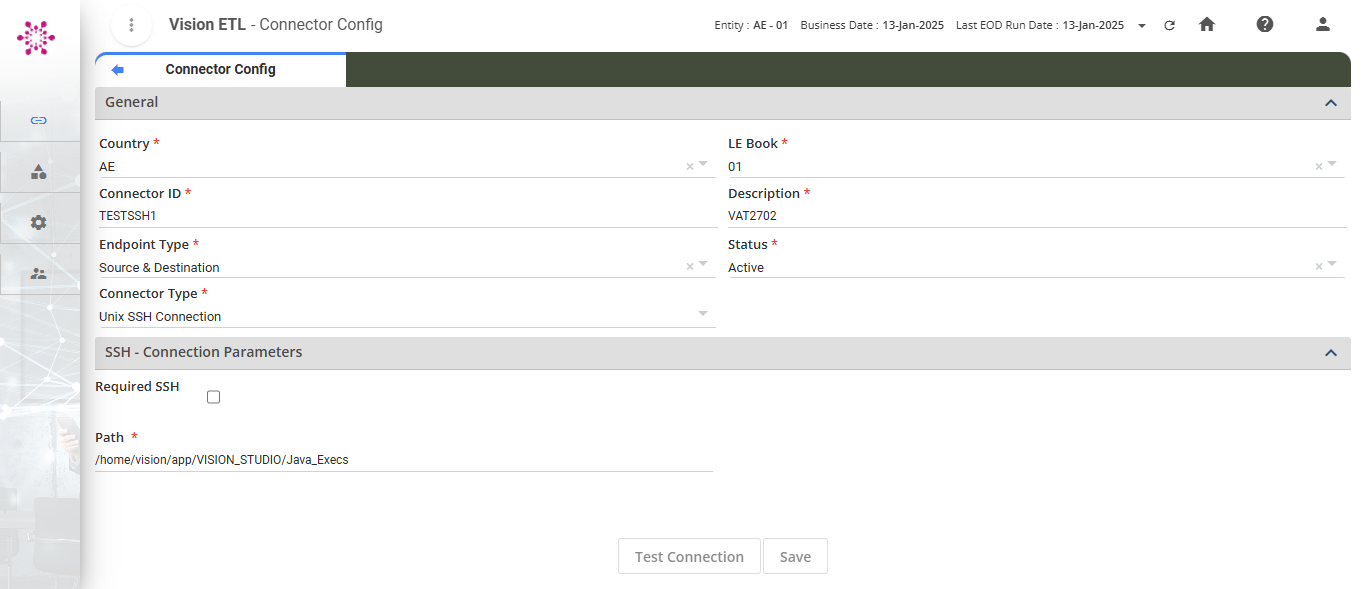 Vision ETL - Connector Config
Entity : AE - 01 Business Date : 13-Jan-2025 Last EOD Run Date : 13-Jan-2025
Connector Config
General
Country *
LE Book *
AE
01
Connector ID *
Description *
TESTSSH1
VAT2702
Endpoint Type *
Status *
Source & Destination
Active
Connector Type *
Unix SSH Connection
SSH - Connection Parameters
Required SSH
Path *
/home/vision/app/VISION_STUDIO/Java_Execs
Test Connection
Save